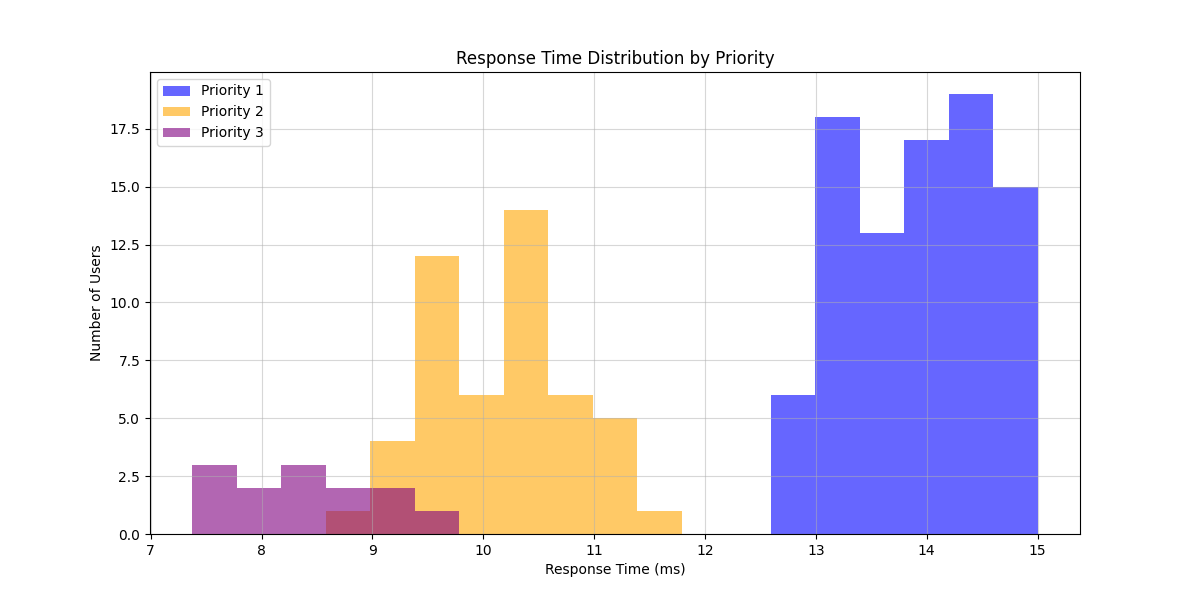 Response Time Distribution by Priority
Priority 1
Priority 2
Priority 3
17.5
15.0
12.5
10.0
7.5
5.0
2.5
0.0
Number of Users
7 8 9 10 11 12 13 14 15
Response Time (ms)